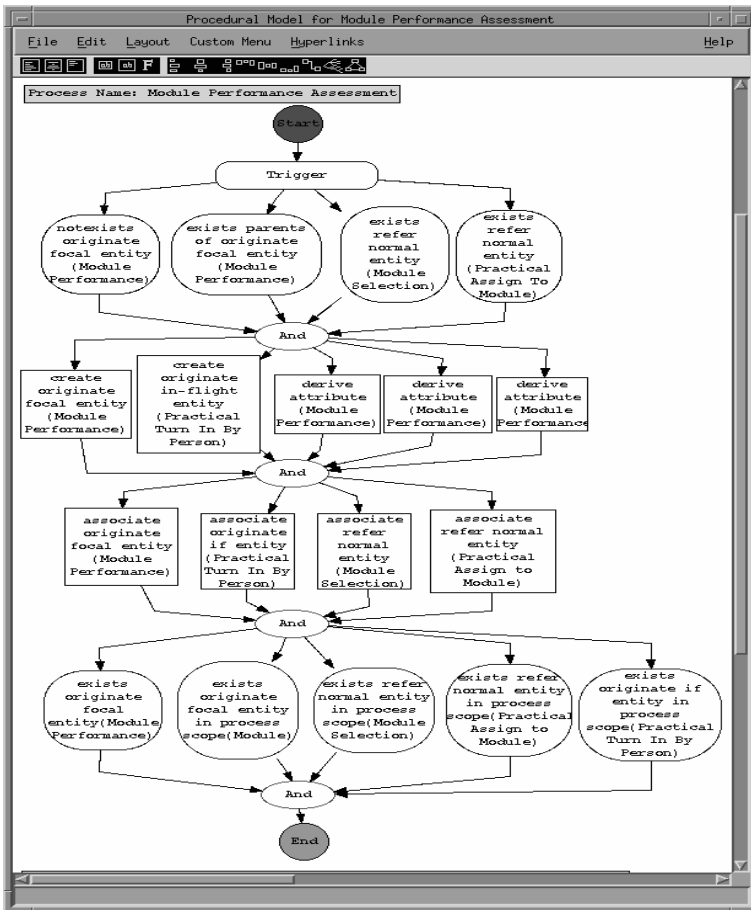 Procedural Model for Module Performance Assessment
File Edit Layout Custom Menu Hyperlinks Help
Process Name: Module Performance Assessment
Start
Trigger
notexists
originate
focal entity
(Module
Performance)
exists parents
of originate
focal entity
(Module
Performance)
exists
refer
normal
entity
(Module
Selection)
exists
refer
normal
entity
(Practical
Assign To
Module)
And
create
originate
focal entity
(Module
Performance)
create
originate
in-flight
entity
(Practical
Turn In By
Person)
derive
attribute
(Module
Performance)
derive
attribute
(Module
Performance)
derive
attribute
(Module
Performance
And
associate
originate
focal entity
(Module
Performance)
associate
originate
if entity
(Practical
Turn In By
Person)
associate
refer
normal
entity
(Module
Selection)
associate
refer normal
entity
(Practical
Assign to
Module)
And
exists
originate
focal
entity(Module
Performance)
exists
originate
focal entity
in process
scope(Module)
exists refer
normal entity
in process
scope(Module
Selection)
exists refer
normal entity
in process
scope(Practical
Assign to
Module)
exists
originate if
entity in
process
scope(Practical
Turn In By
Person)
And
End